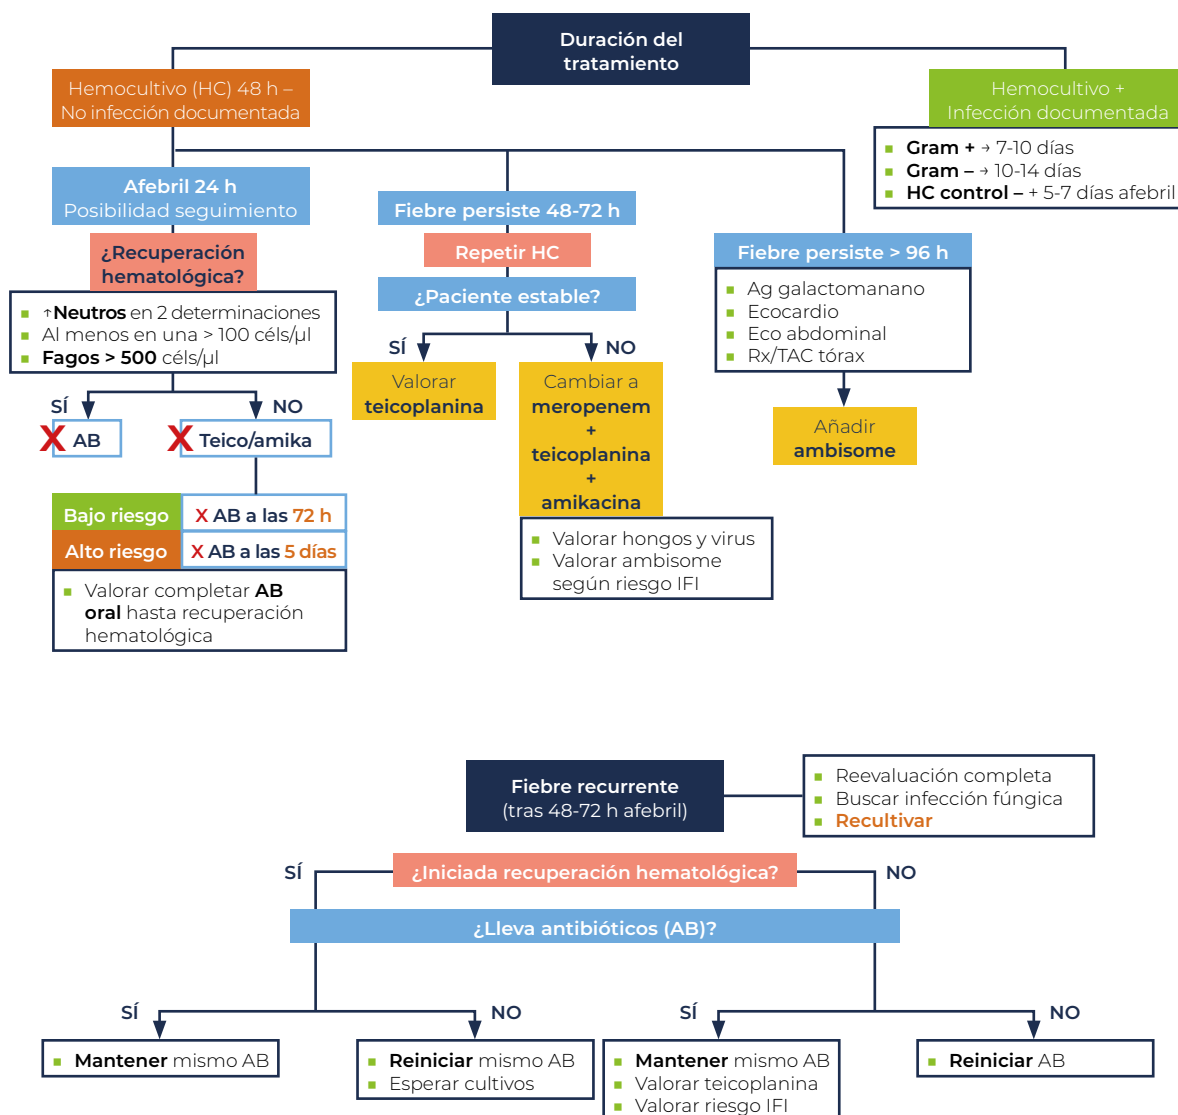 Duración del
tratamiento
Hemocultivo (HC) 48 h –
No infección documentada
Hemocultivo +
Infección documentada
Gram + → 7-10 días
Gram – → 10-14 días
HC control – + 5-7 días afebril
Afebril 24 h
Posibilidad seguimiento
¿Recuperación
hematológica?
↑Neutros en 2 determinaciones
Al menos en una > 100 céls/µl
Fagos > 500 céls/µl
SÍ
NO
X AB
X Teico/amika
Bajo riesgo
X AB a las 72 h
Alto riesgo
X AB a las 5 días
Valorar completar AB
oral hasta recuperación
hematológica
Fiebre persiste 48-72 h
Repetir HC
¿Paciente estable?
SÍ
NO
Valorar
teicoplanina
Cambiar a
meropenem
+
teicoplanina
+
amikacina
Valorar hongos y virus
Valorar ambisome
según riesgo IFI
Fiebre persiste > 96 h
Ag galactomanano
Ecocardio
Eco abdominal
Rx/TAC tórax
Añadir
ambisome
Fiebre recurrente
(tras 48-72 h afebril)
Reevaluación completa
Buscar infección fúngica
Recultivar
SÍ
¿Iniciada recuperación hematológica?
NO
¿Lleva antibióticos (AB)?
SÍ
NO
SÍ
NO
Mantener mismo AB
Reiniciar mismo AB
Esperar cultivos
Mantener mismo AB
Valorar teicoplanina
Valorar riesgo IFI
Reiniciar AB